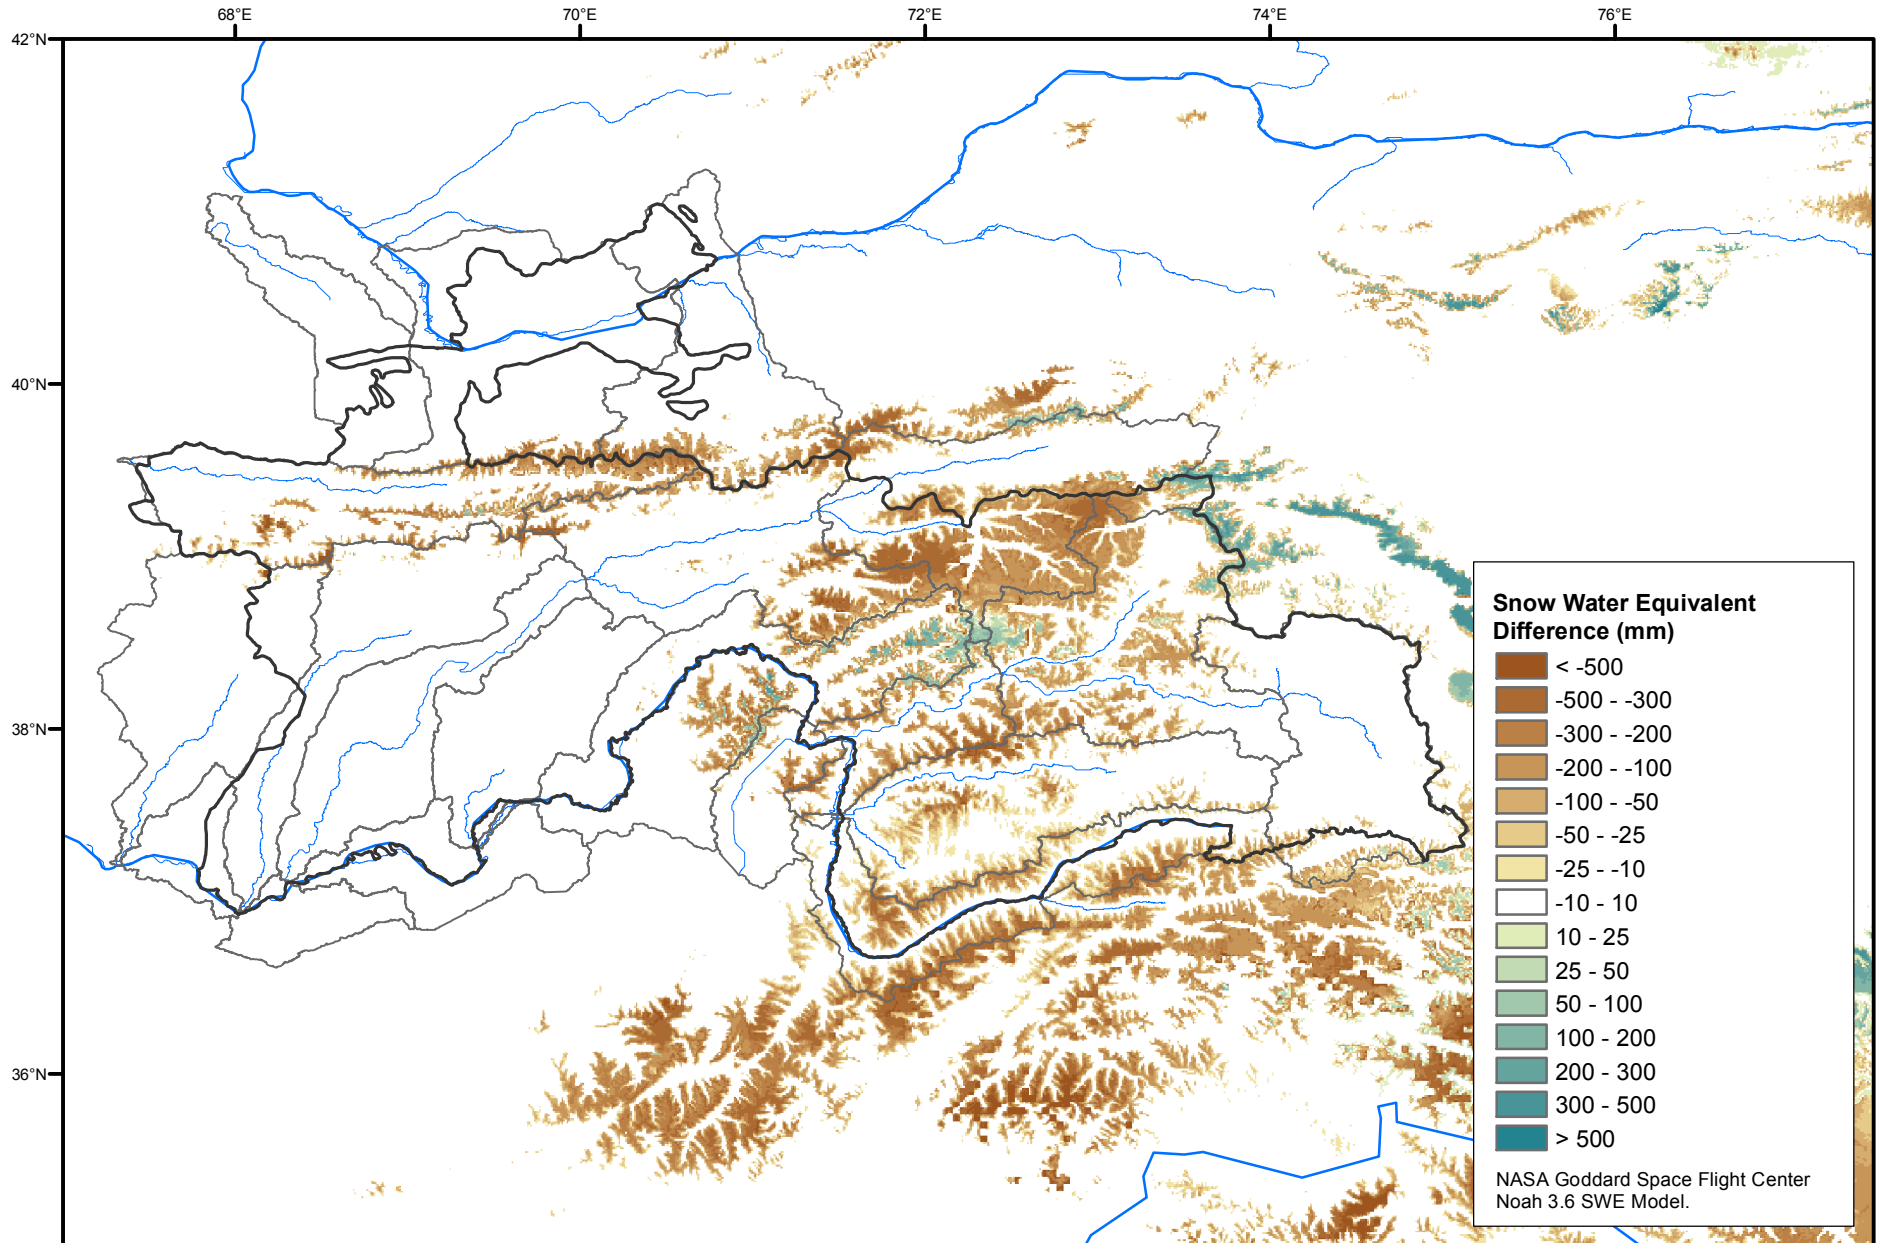 68°E 70°E 72°E 74°E 76°E
42°N
40°N
38°N
36°N
Snow Water Equivalent
Difference (mm)
< -500
-500 - -300
-300 - -200
-200 - -100
-100 - -50
-50 - -25
-25 - -10
-10 - 10
10 - 25
25 - 50
50 - 100
100 - 200
200 - 300
300 - 500
> 500
NASA Goddard Space Flight Center
Noah 3.6 SWE Model.